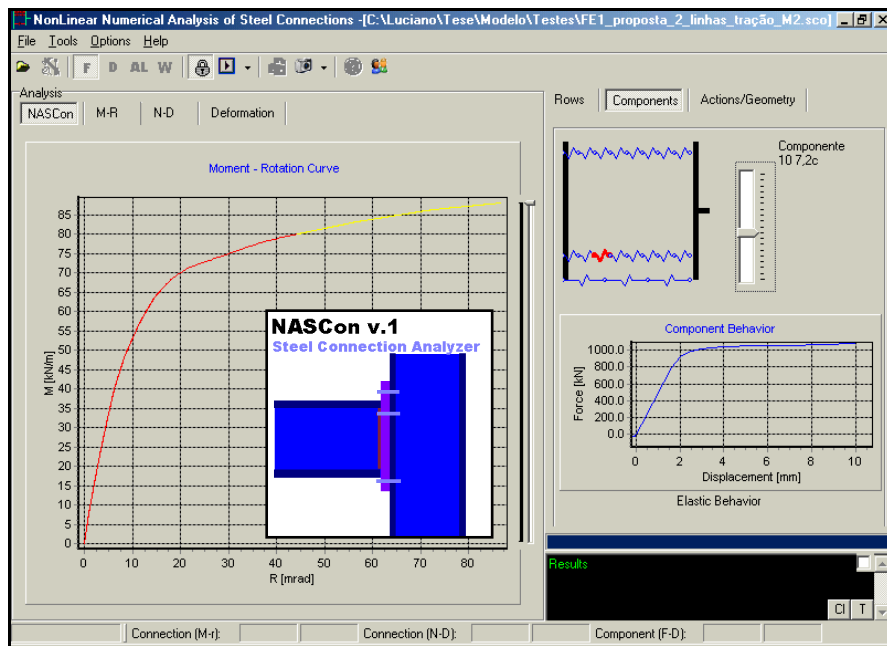 NonLinear Numerical Analysis of Steel Connections -[C:\Luciano\Tese\Modelo\Testes\FE1_proposta_2_linhas_tração_M2.sco]
File Tools Options Help
F D AL W
Analysis
NASCon M-R N-D Deformation
Moment - Rotation Curve
M [kN/m]
85
80
75
70
65
60
55
50
45
40
35
30
25
20
15
10
5
0
0 10 20 30 40 50 60 70 80
R [mrad]
NASCon v.1
Steel Connection Analyzer
Rows Components Actions/Geometry
Componente
10 7,2c
Component Behavior
Force [kN]
1000.0
800.0
600.0
400.0
200.0
0.0
0 2 4 6 8 10
Displacement [mm]
Elastic Behavior
Results
Cl T
Connection (M-r): Connection (N-D): Component (F-D):